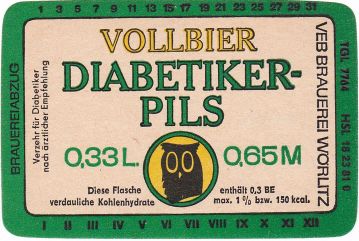 1 3 5 7 9 11 13 15 17 19 21 23 25 27 29 31
VOLLBIER
DIABETIKER-
PILS
BRAUEREIABZUG
Verzehr für Diabetiker
nach ärztlicher Empfehlung
VEB BRAUEREI WÖRLITZ
TGL 7764
HSL 18 23 81 0
0,33 L.
0,65 M
Diese Flasche enthält 0,3 BE
verdauliche Kohlenhydrate max. 1 % bzw. 150 kcal.
I II III IV V VI VII VIII IX X XI XII